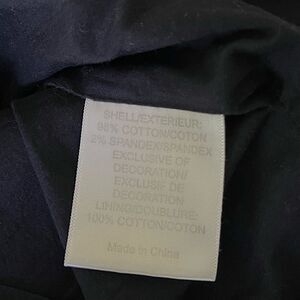 SHELL/EXTERIEUR:
98% COTTON/COTON
2% SPANDEX/SPANDEX
EXCLUSIVE OF
DECORATION/
EXCLUSIF DE
DECORATION
LINING/DOUBLURE:
100% COTTON/COTON
Made in China